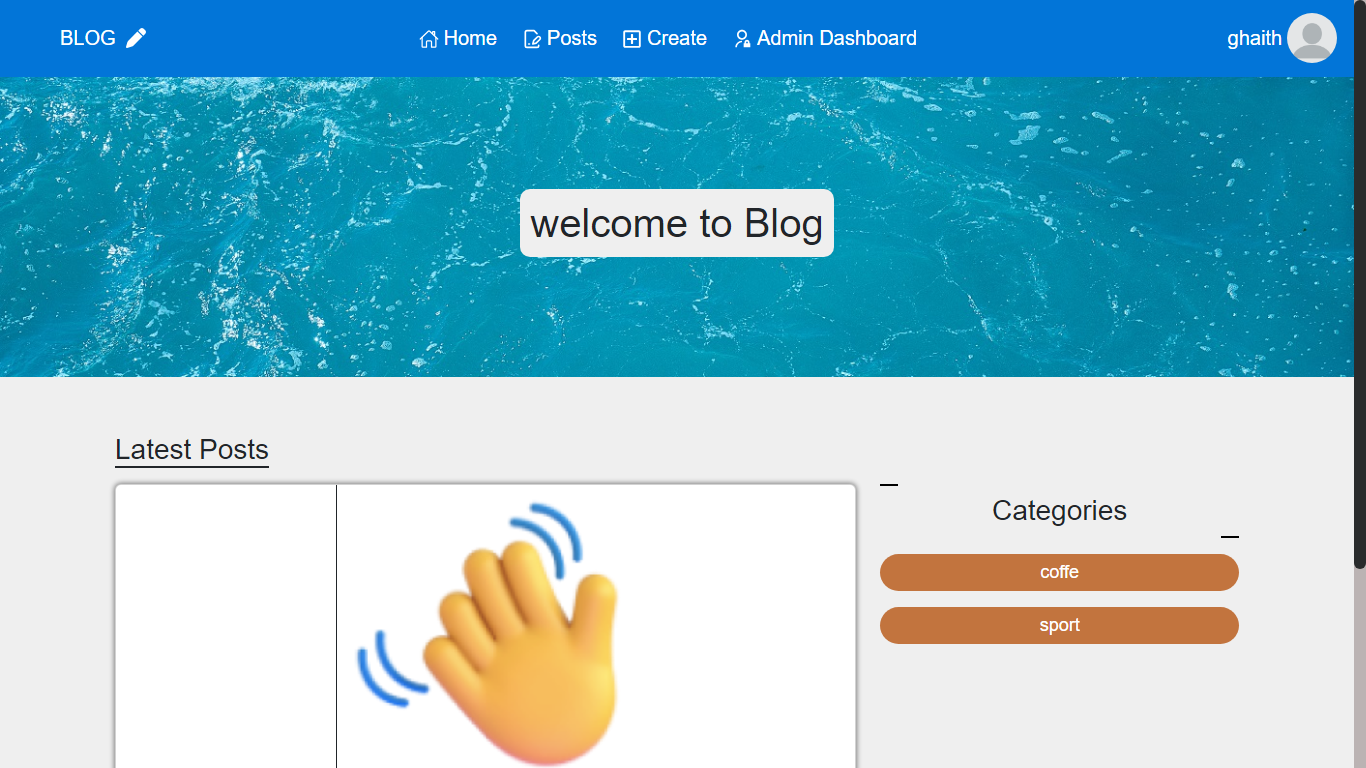 BLOG
Home
Posts
Create
Admin Dashboard
ghaith
welcome to Blog
Latest Posts
Categories
coffe
sport